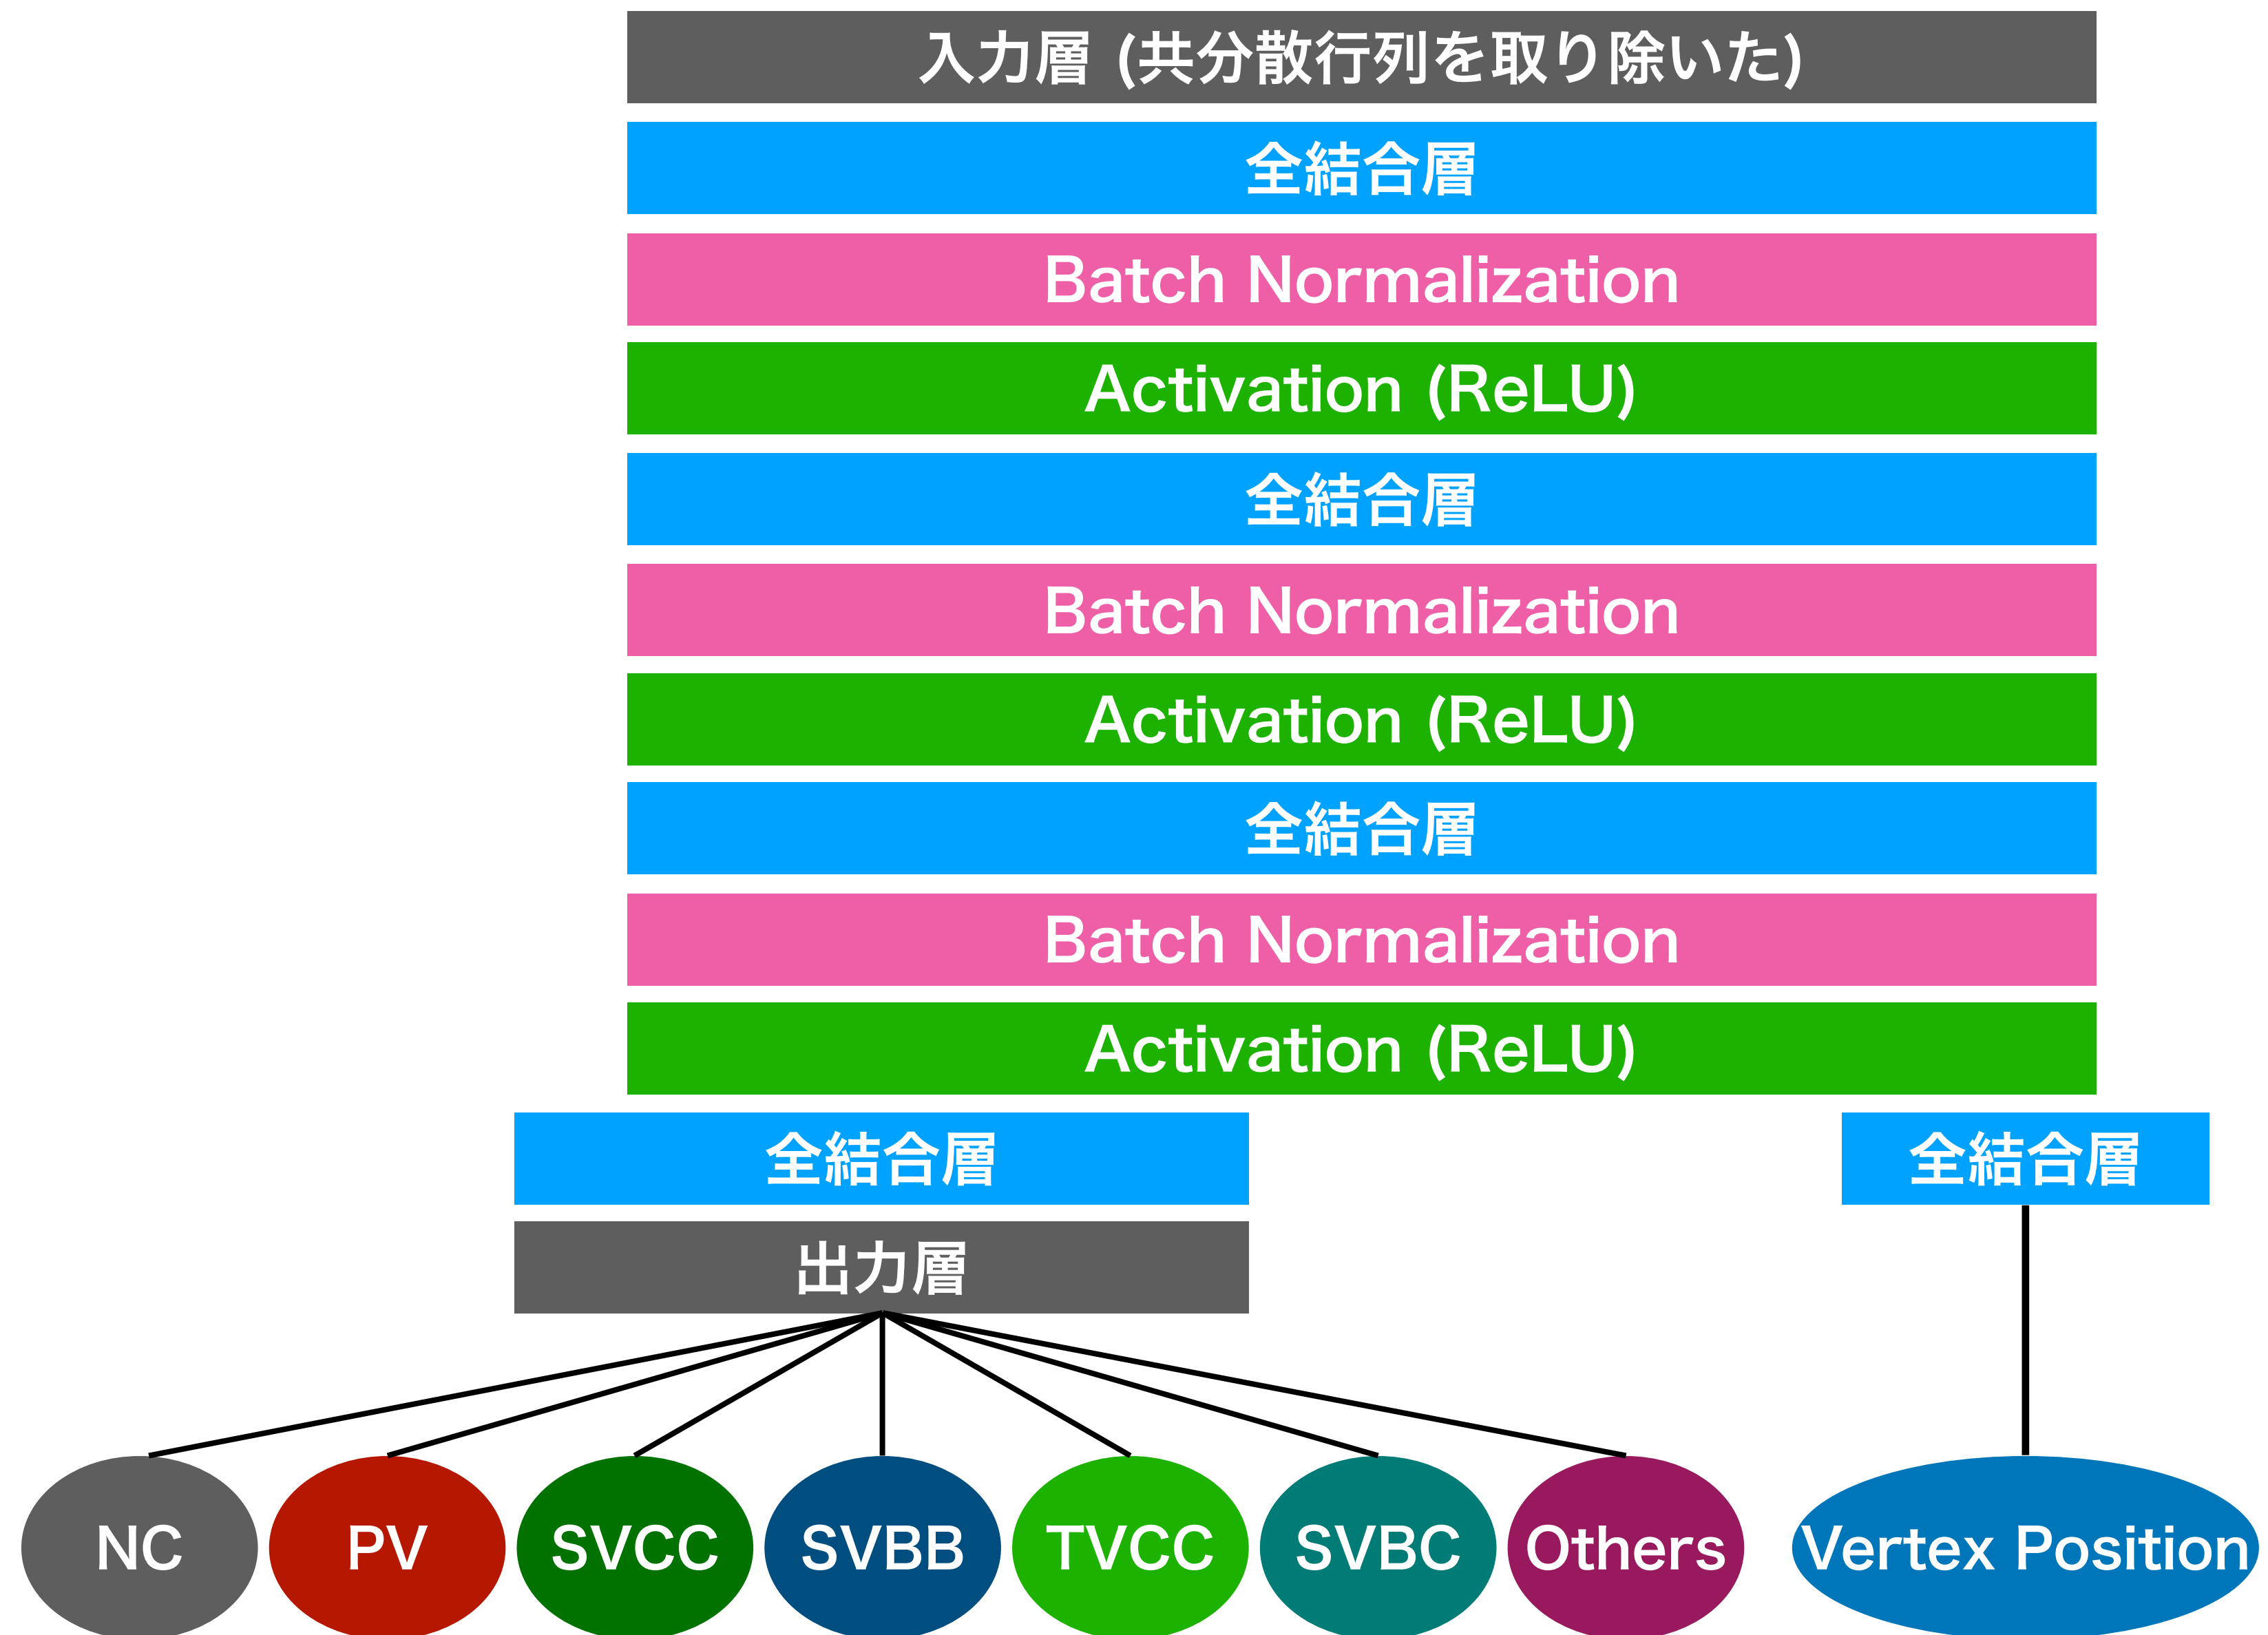 入力層 (共分散行列を取り除いた)
全結合層
Batch Normalization
Activation (ReLU)
全結合層
Batch Normalization
Activation (ReLU)
全結合層
Batch Normalization
Activation (ReLU)
全結合層
全結合層
出力層
NC
PV
SVCC
SVBB
TVCC
SVBC
Others
Vertex Position